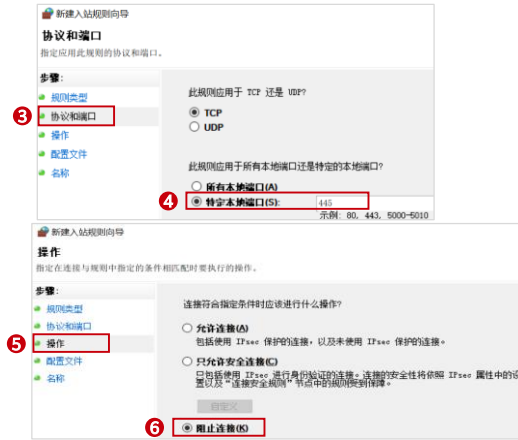 新建入站规则向导
协议和端口
指定应用此规则的协议和端口。
步骤:
规则类型
协议和端口
操作
配置文件
名称
此规则应用于 TCP 还是 UDP?
TCP
UDP
此规则应用于所有本地端口还是特定的本地端口?
所有本地端口(A)
特定本地端口(S):
445
示例: 80, 443, 5000-5010
3
4
新建入站规则向导
操作
指定在连接与规则中指定的条件相匹配时要执行的操作。
步骤:
规则类型
协议和端口
操作
配置文件
名称
连接符合指定条件时应该进行什么操作?
允许连接(A)
包括使用 IPsec 保护的连接，以及未使用 IPsec 保护的连接。
只允许安全连接(C)
只包括使用 IPsec 进行身份验证的连接。连接的安全性将依照 IPsec 属性中的设
置以及“连接安全规则”节点中的规则受到保障。
自定义
阻止连接(K)
5
6